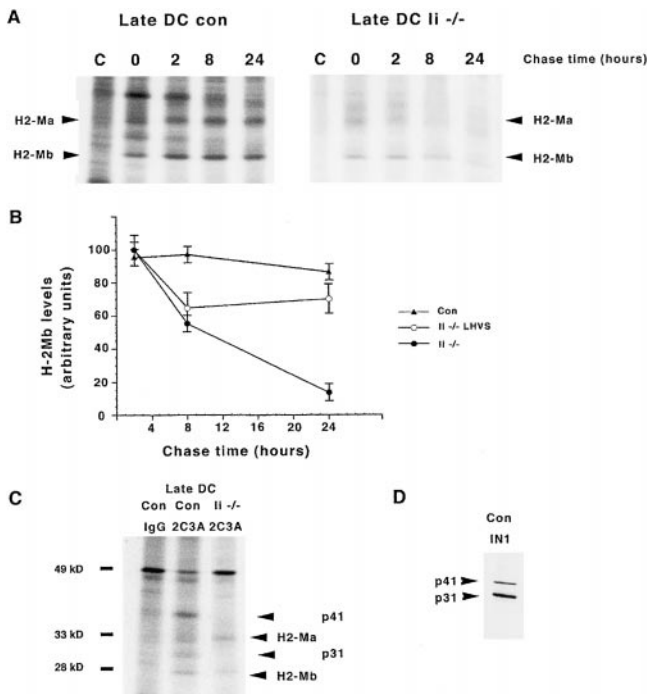 A
Late DC con
Late DC Ii -/-
C 0 2 8 24
C 0 2 8 24
Chase time (hours)
H2-Ma
H2-Ma
H2-Mb
H2-Mb
B
H-2Mb levels
(arbitrary units)
100
80
60
40
20
0
4 8 12 16 20 24
Chase time (hours)
Con
Ii -/- LHVS
Ii -/-
C
Late DC
Con Con Ii -/-
IgG 2C3A 2C3A
49 kD
33 kD
28 kD
p41
H2-Ma
p31
H2-Mb
D
Con
IN1
p41
p31